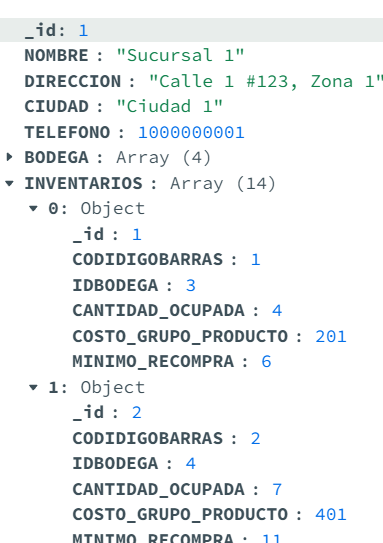 _id: 1
NOMBRE : "Sucursal 1"
DIRECCION : "Calle 1 #123, Zona 1"
CIUDAD : "Ciudad 1"
TELEFONO : 1000000001
BODEGA : Array (4)
INVENTARIOS : Array (14)
0: Object
_id : 1
CODIDIGOBARRAS : 1
IDBODEGA : 3
CANTIDAD_OCUPADA : 4
COSTO_GRUPO_PRODUCTO : 201
MINIMO_RECOMPRA : 6
1: Object
_id : 2
CODIDIGOBARRAS : 2
IDBODEGA : 4
CANTIDAD_OCUPADA : 7
COSTO_GRUPO_PRODUCTO : 401
MINIMO_RECOMPRA : 11